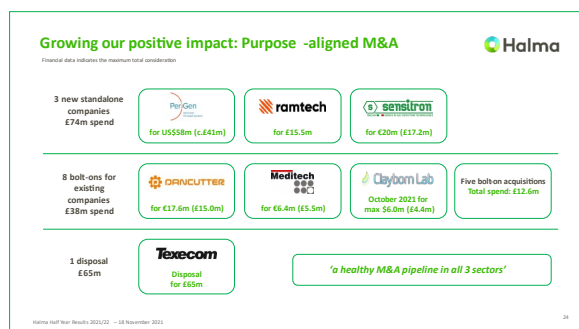 Growing our positive impact: Purpose -aligned M&A
Halma
Financial data indicates the maximum total consideration
3 new standalone
companies
£74m spend
PerGen
for US$58m (c.£41m)
ramtech
for £15.5m
sensitron
for €20m (£17.2m)
8 bolt-ons for
existing
companies
£38m spend
DANCUTTER
for €17.6m (£15.0m)
Meditech
for €6.4m (£5.5m)
Clayborn Lab
October 2021 for
max $6.0m (£4.4m)
Five bolt-on acquisitions
Total spend: £12.6m
1 disposal
£65m
Texecom
Disposal
for £65m
‘a healthy M&A pipeline in all 3 sectors’
Halma Half Year Results 2021/22 – 18 November 2021
24